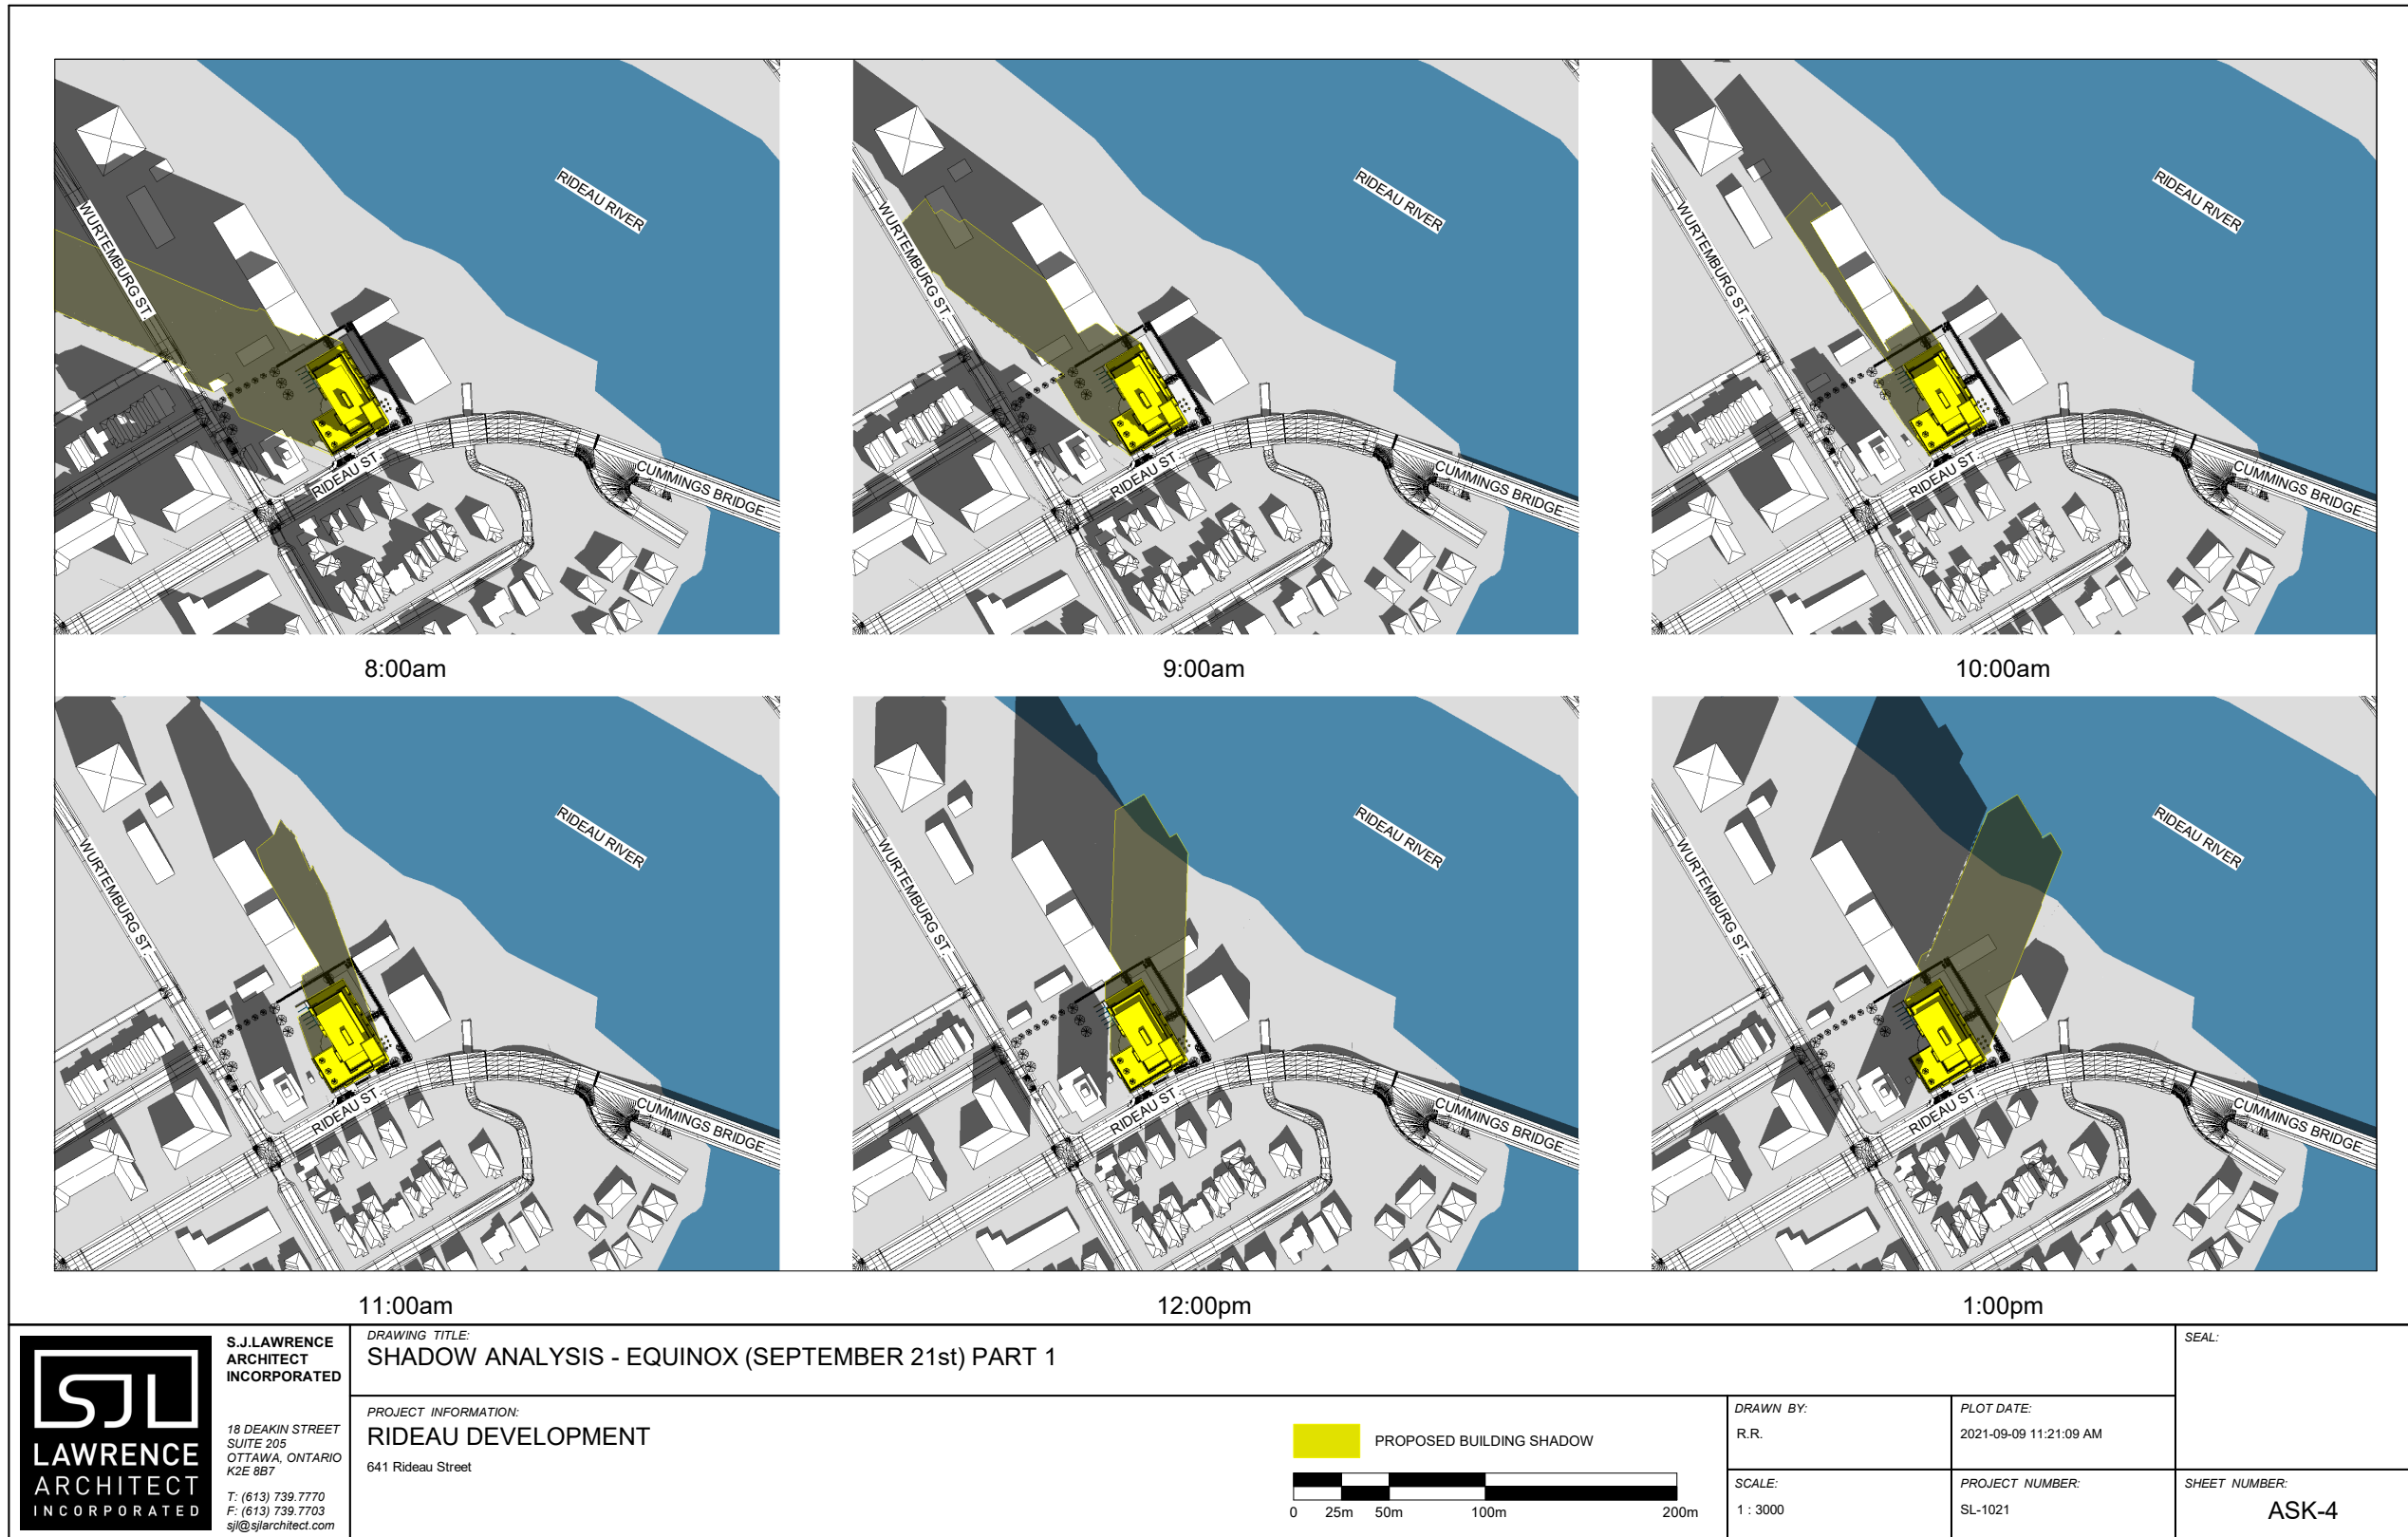 RIDEAU RIVER
WURTEMBURG ST.
RIDEAU ST.
CUMMINGS BRIDGE
8:00am
RIDEAU RIVER
WURTEMBURG ST.
RIDEAU ST.
CUMMINGS BRIDGE
9:00am
RIDEAU RIVER
WURTEMBURG ST.
RIDEAU ST.
CUMMINGS BRIDGE
10:00am
RIDEAU RIVER
WURTEMBURG ST.
RIDEAU ST.
CUMMINGS BRIDGE
11:00am
RIDEAU RIVER
WURTEMBURG ST.
RIDEAU ST.
CUMMINGS BRIDGE
12:00pm
RIDEAU RIVER
WURTEMBURG ST.
RIDEAU ST.
CUMMINGS BRIDGE
1:00pm
SJL
LAWRENCE
ARCHITECT
INCORPORATED
S.J.LAWRENCE
ARCHITECT
INCORPORATED
18 DEAKIN STREET
SUITE 205
OTTAWA, ONTARIO
K2E 8B7
T: (613) 739.7770
F: (613) 739.7703
sjl@sjlarchitect.com
DRAWING TITLE:
SHADOW ANALYSIS - EQUINOX (SEPTEMBER 21st) PART 1
PROJECT INFORMATION:
RIDEAU DEVELOPMENT
641 Rideau Street
PROPOSED BUILDING SHADOW
0 25m 50m 100m 200m
DRAWN BY:
R.R.
PLOT DATE:
2021-09-09 11:21:09 AM
SCALE:
1 : 3000
PROJECT NUMBER:
SL-1021
SEAL:
SHEET NUMBER:
ASK-4